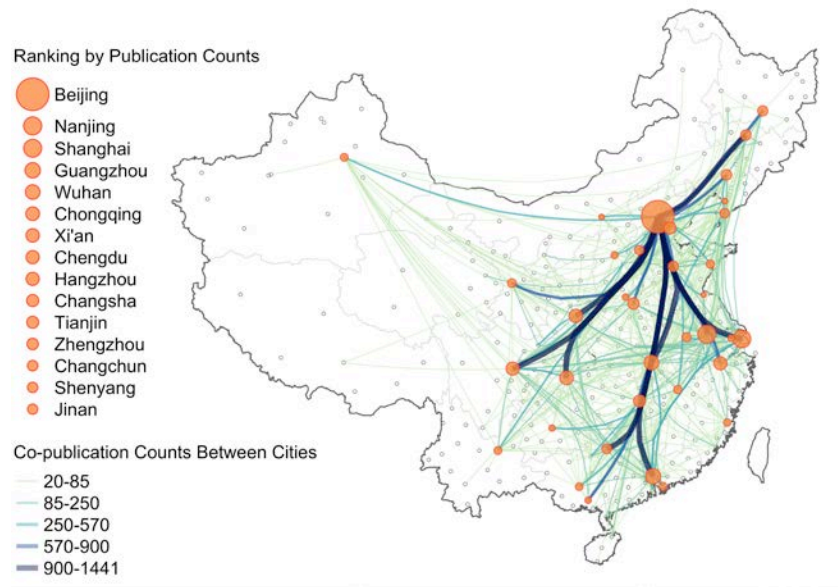 Ranking by Publication Counts
Beijing
Nanjing
Shanghai
Guangzhou
Wuhan
Chongqing
Xi'an
Chengdu
Hangzhou
Changsha
Tianjin
Zhengzhou
Changchun
Shenyang
Jinan
Co-publication Counts Between Cities
20-85
85-250
250-570
570-900
900-1441